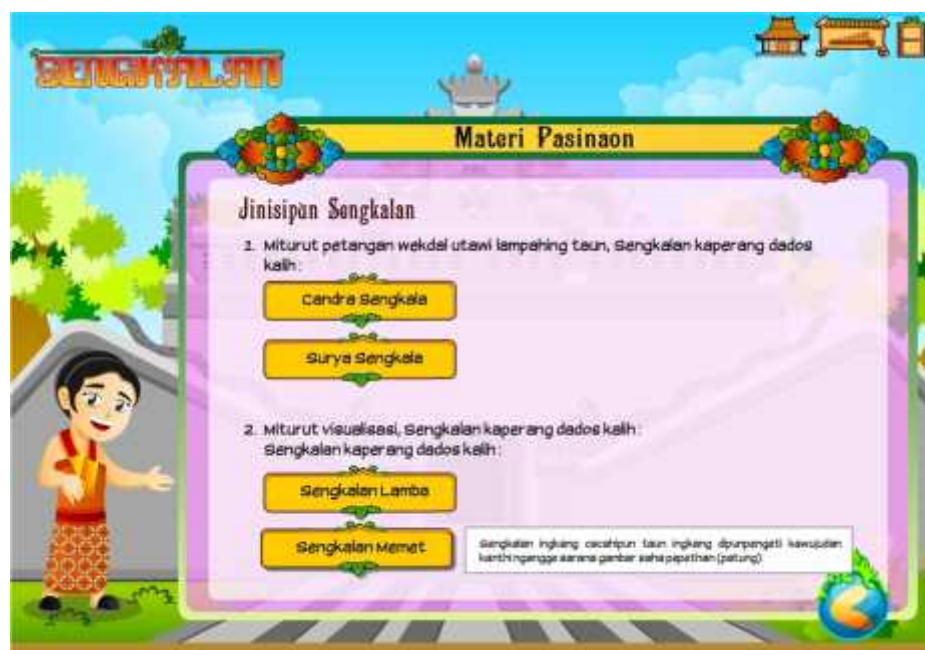 SENGKALAN
Materi Pasinaon
Jinisipun Sengkalan
1. Miturut petangan wekdal utawi lampahing taun, Sengkalan kaperang dados
kalih :
Candra Sengkala
Surya Sengkala
2. Miturut visualisasi, Sengkalan kaperang dados kalih :
Sengkalan kaperang dados kalih :
Sengkalan Lamba
Sengkalan Memet
Sengkalan ingkang cacahipun taun ingkang dipunpengeti kawujudan
kanthi ngangge sarana gambar saha pepethan (patung).